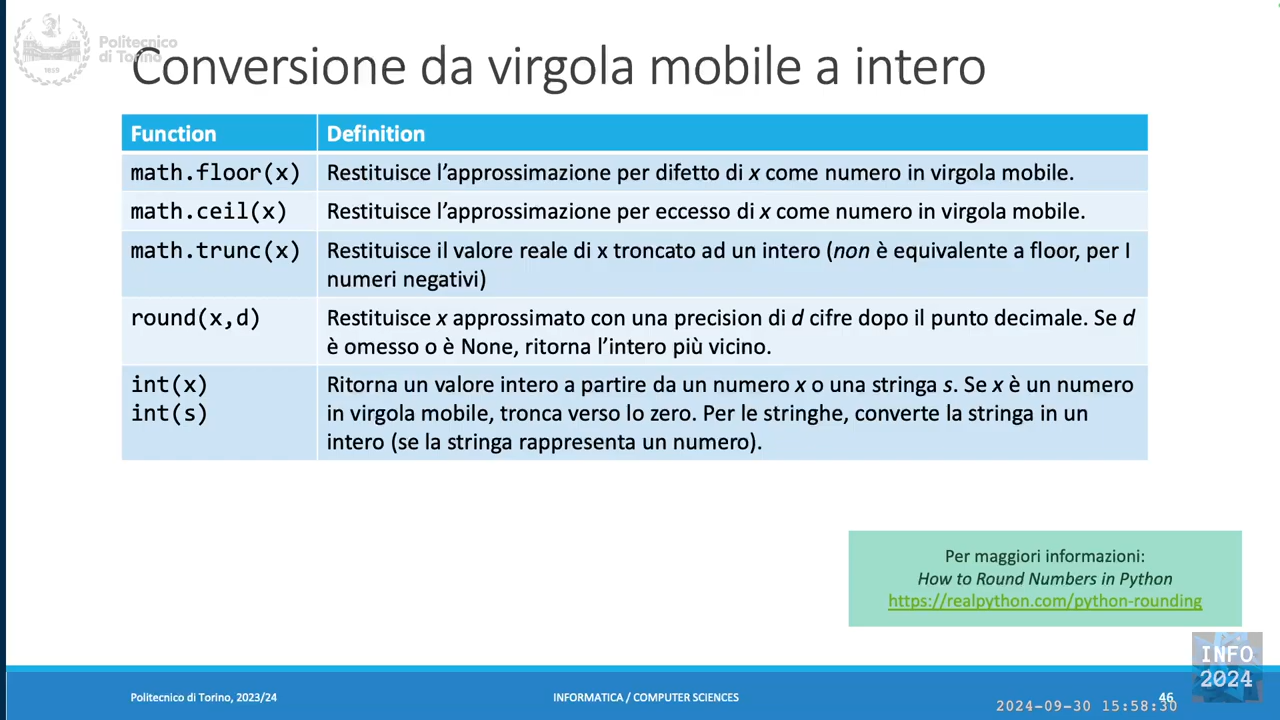 Politecnico
di Torino
1859
Conversione da virgola mobile a intero
Function Definition
math.floor(x) Restituisce l'approssimazione per difetto di x come numero in virgola mobile.
math.ceil(x) Restituisce l'approssimazione per eccesso di x come numero in virgola mobile.
math.trunc(x) Restituisce il valore reale di x troncato ad un intero (non è equivalente a floor, per I
numeri negativi)
round(x,d) Restituisce x approssimato con una precision di d cifre dopo il punto decimale. Se d
è omesso o è None, ritorna l'intero più vicino.
int(x) Ritorna un valore intero a partire da un numero x o una stringa s. Se x è un numero
int(s) in virgola mobile, tronca verso lo zero. Per le stringhe, converte la stringa in un
intero (se la stringa rappresenta un numero).
Per maggiori informazioni:
How to Round Numbers in Python
https://realpython.com/python-rounding
INFO
2024
Politecnico di Torino, 2023/24 INFORMATICA / COMPUTER SCIENCES 46
2024-09-30 15:58:30